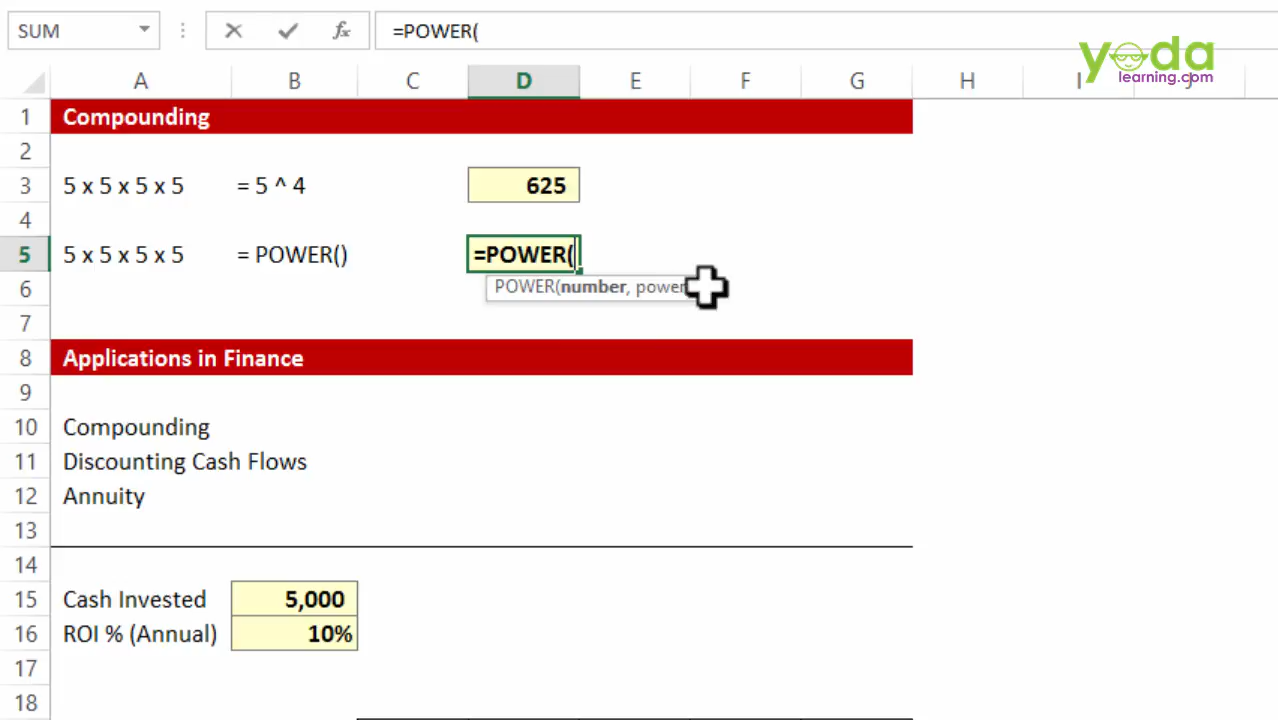 SUM
fx
=POWER(
yoda
learning.com
A B C D E F G H I J
1 Compounding
2
3 5 x 5 x 5 x 5 = 5 ^ 4 625
4
5 5 x 5 x 5 x 5 = POWER() =POWER(
6 POWER(number, power
7
8 Applications in Finance
9
10 Compounding
11 Discounting Cash Flows
12 Annuity
13
14
15 Cash Invested 5,000
16 ROI % (Annual) 10%
17
18